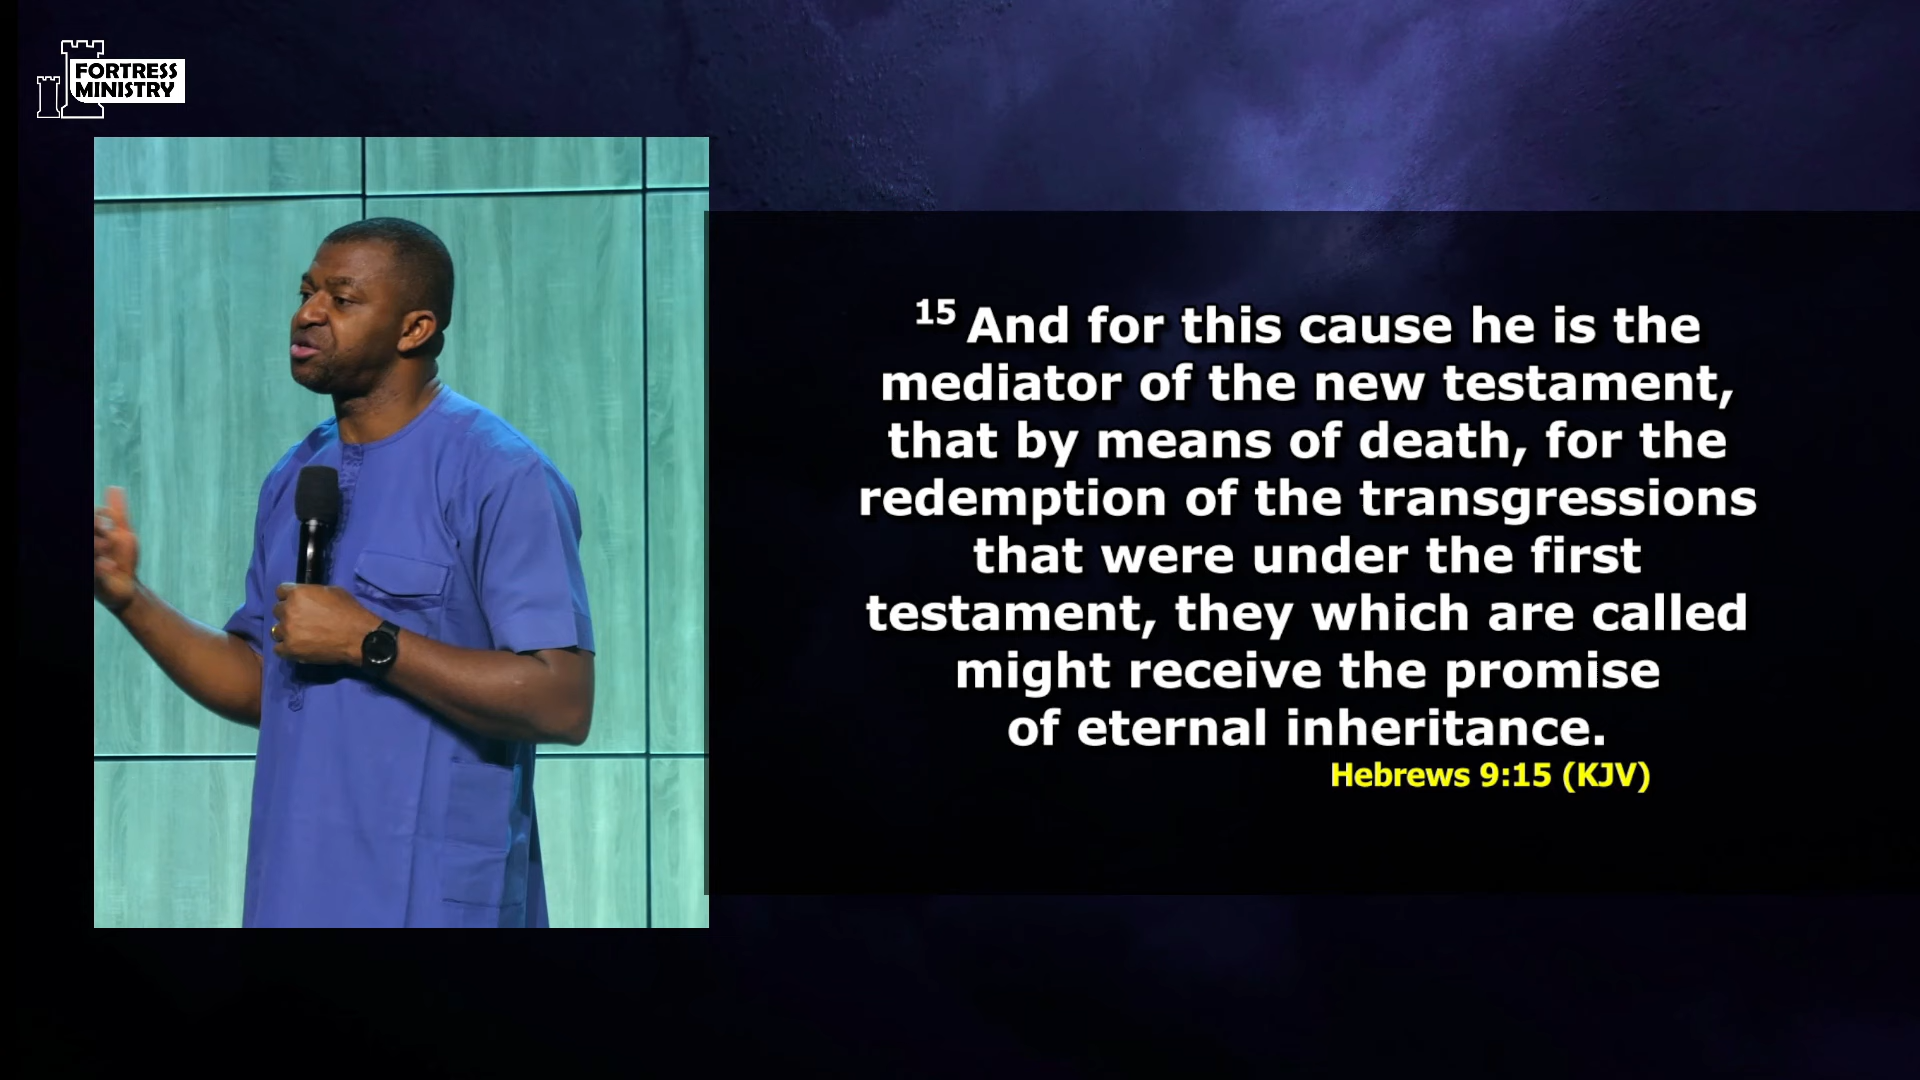 FORTRESS
MINISTRY
15 And for this cause he is the
mediator of the new testament,
that by means of death, for the
redemption of the transgressions
that were under the first
testament, they which are called
might receive the promise
of eternal inheritance.
Hebrews 9:15 (KJV)